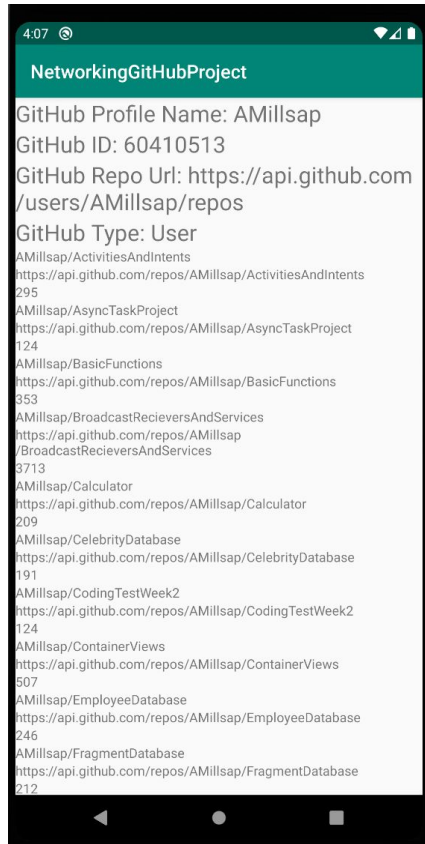 4:07
NetworkingGitHubProject
GitHub Profile Name: AMillsap
GitHub ID: 60410513
GitHub Repo Url: https://api.github.com
/users/AMillsap/repos
GitHub Type: User
AMillsap/ActivitiesAndIntents
https://api.github.com/repos/AMillsap/ActivitiesAndIntents
295
AMillsap/AsyncTaskProject
https://api.github.com/repos/AMillsap/AsyncTaskProject
124
AMillsap/BasicFunctions
https://api.github.com/repos/AMillsap/BasicFunctions
353
AMillsap/BroadcastRecieversAndServices
https://api.github.com/repos/AMillsap
/BroadcastRecieversAndServices
3713
AMillsap/Calculator
https://api.github.com/repos/AMillsap/Calculator
209
AMillsap/CelebrityDatabase
https://api.github.com/repos/AMillsap/CelebrityDatabase
191
AMillsap/CodingTestWeek2
https://api.github.com/repos/AMillsap/CodingTestWeek2
124
AMillsap/ContainerViews
https://api.github.com/repos/AMillsap/ContainerViews
507
AMillsap/EmployeeDatabase
https://api.github.com/repos/AMillsap/EmployeeDatabase
246
AMillsap/FragmentDatabase
https://api.github.com/repos/AMillsap/FragmentDatabase
212